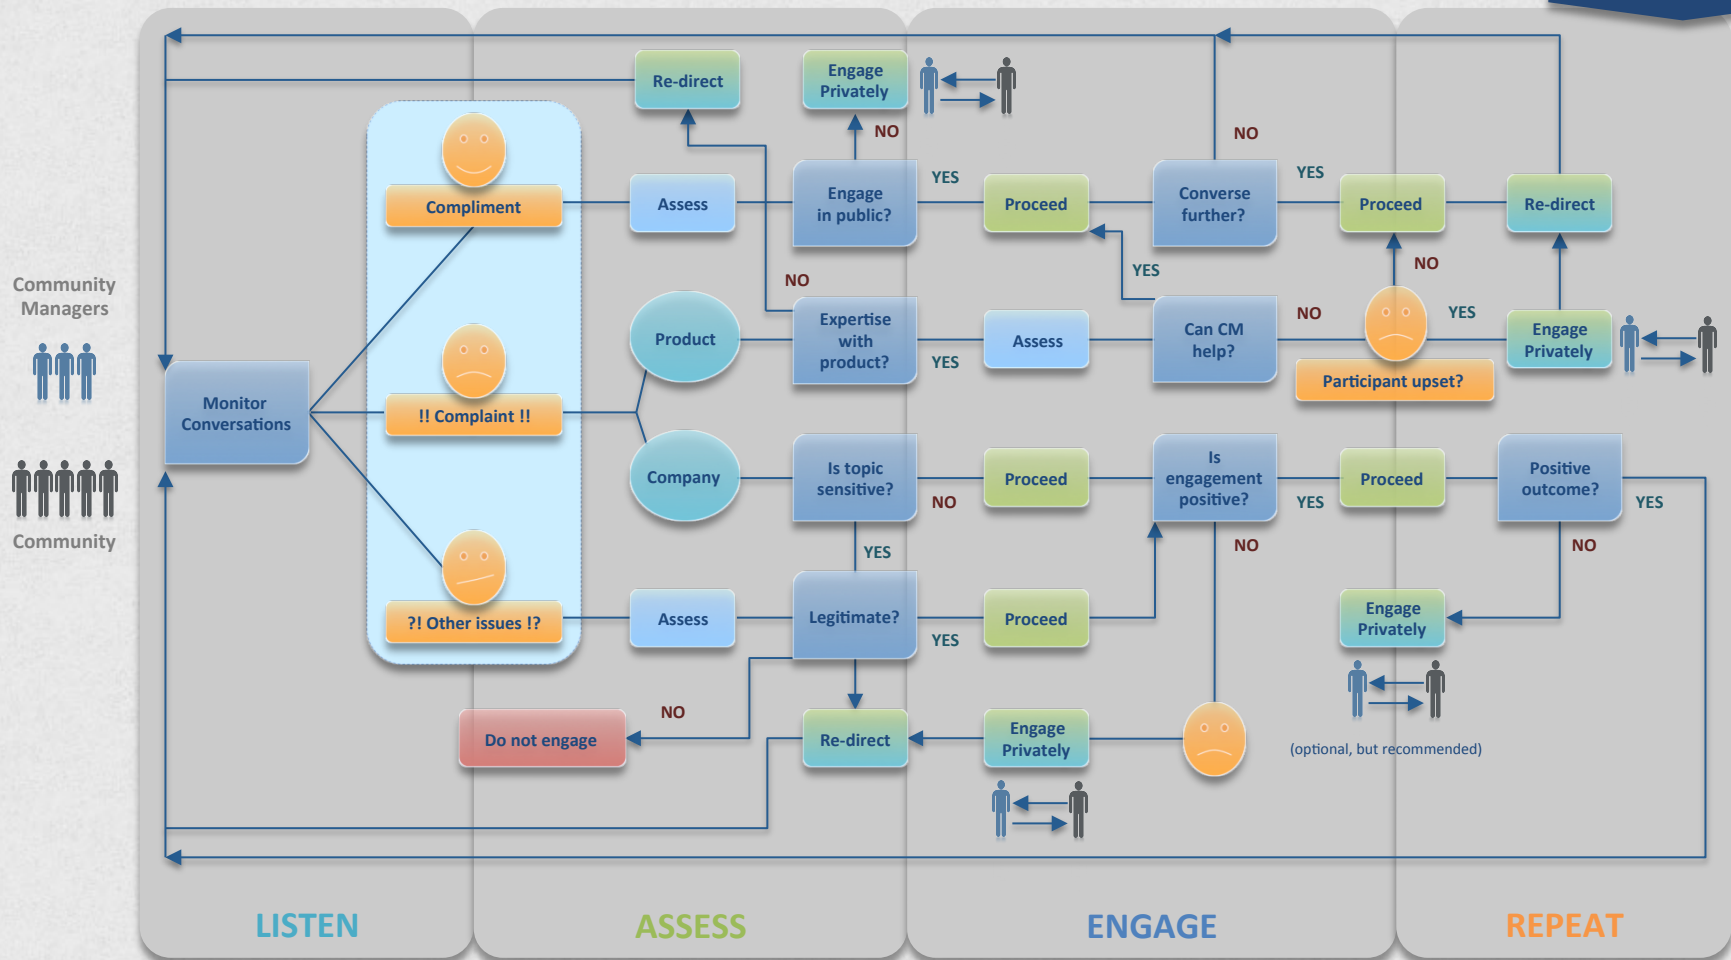 Re-direct
Engage
Privately
NO
NO
Compliment
Assess
Engage
in public?
YES
Proceed
Converse
further?
YES
Proceed
Re-direct
Community
Managers
NO
YES
NO
Product
Expertise
with
product?
YES
Assess
Can CM
help?
NO
YES
Engage
Privately
Participant upset?
Monitor
Conversations
!! Complaint !!
Company
Is topic
sensitive?
NO
Proceed
Is
engagement
positive?
YES
Proceed
Positive
outcome?
YES
Community
YES
NO
NO
?! Other issues !?
Assess
Legitimate?
YES
Proceed
Engage
Privately
NO
Do not engage
Re-direct
Engage
Privately
(optional, but recommended)
LISTEN
ASSESS
ENGAGE
REPEAT